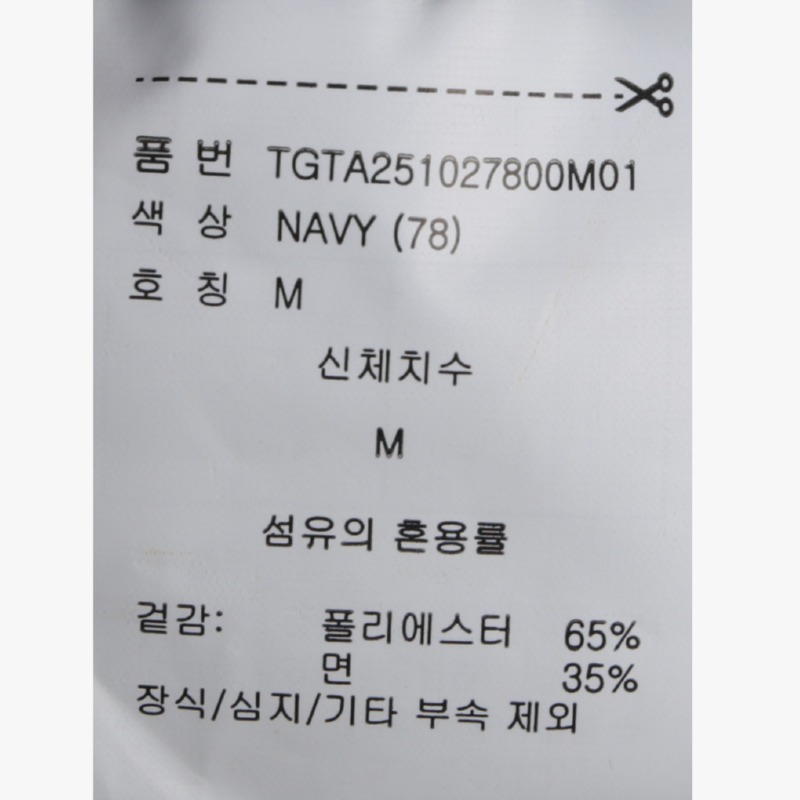 품 번 TGTA251027800M01
색 상 NAVY (78)
호 칭 M
신체치수
M
섬유의 혼용률
겉감: 폴리에스터 65%
면 35%
장식/심지/기타 부속 제외